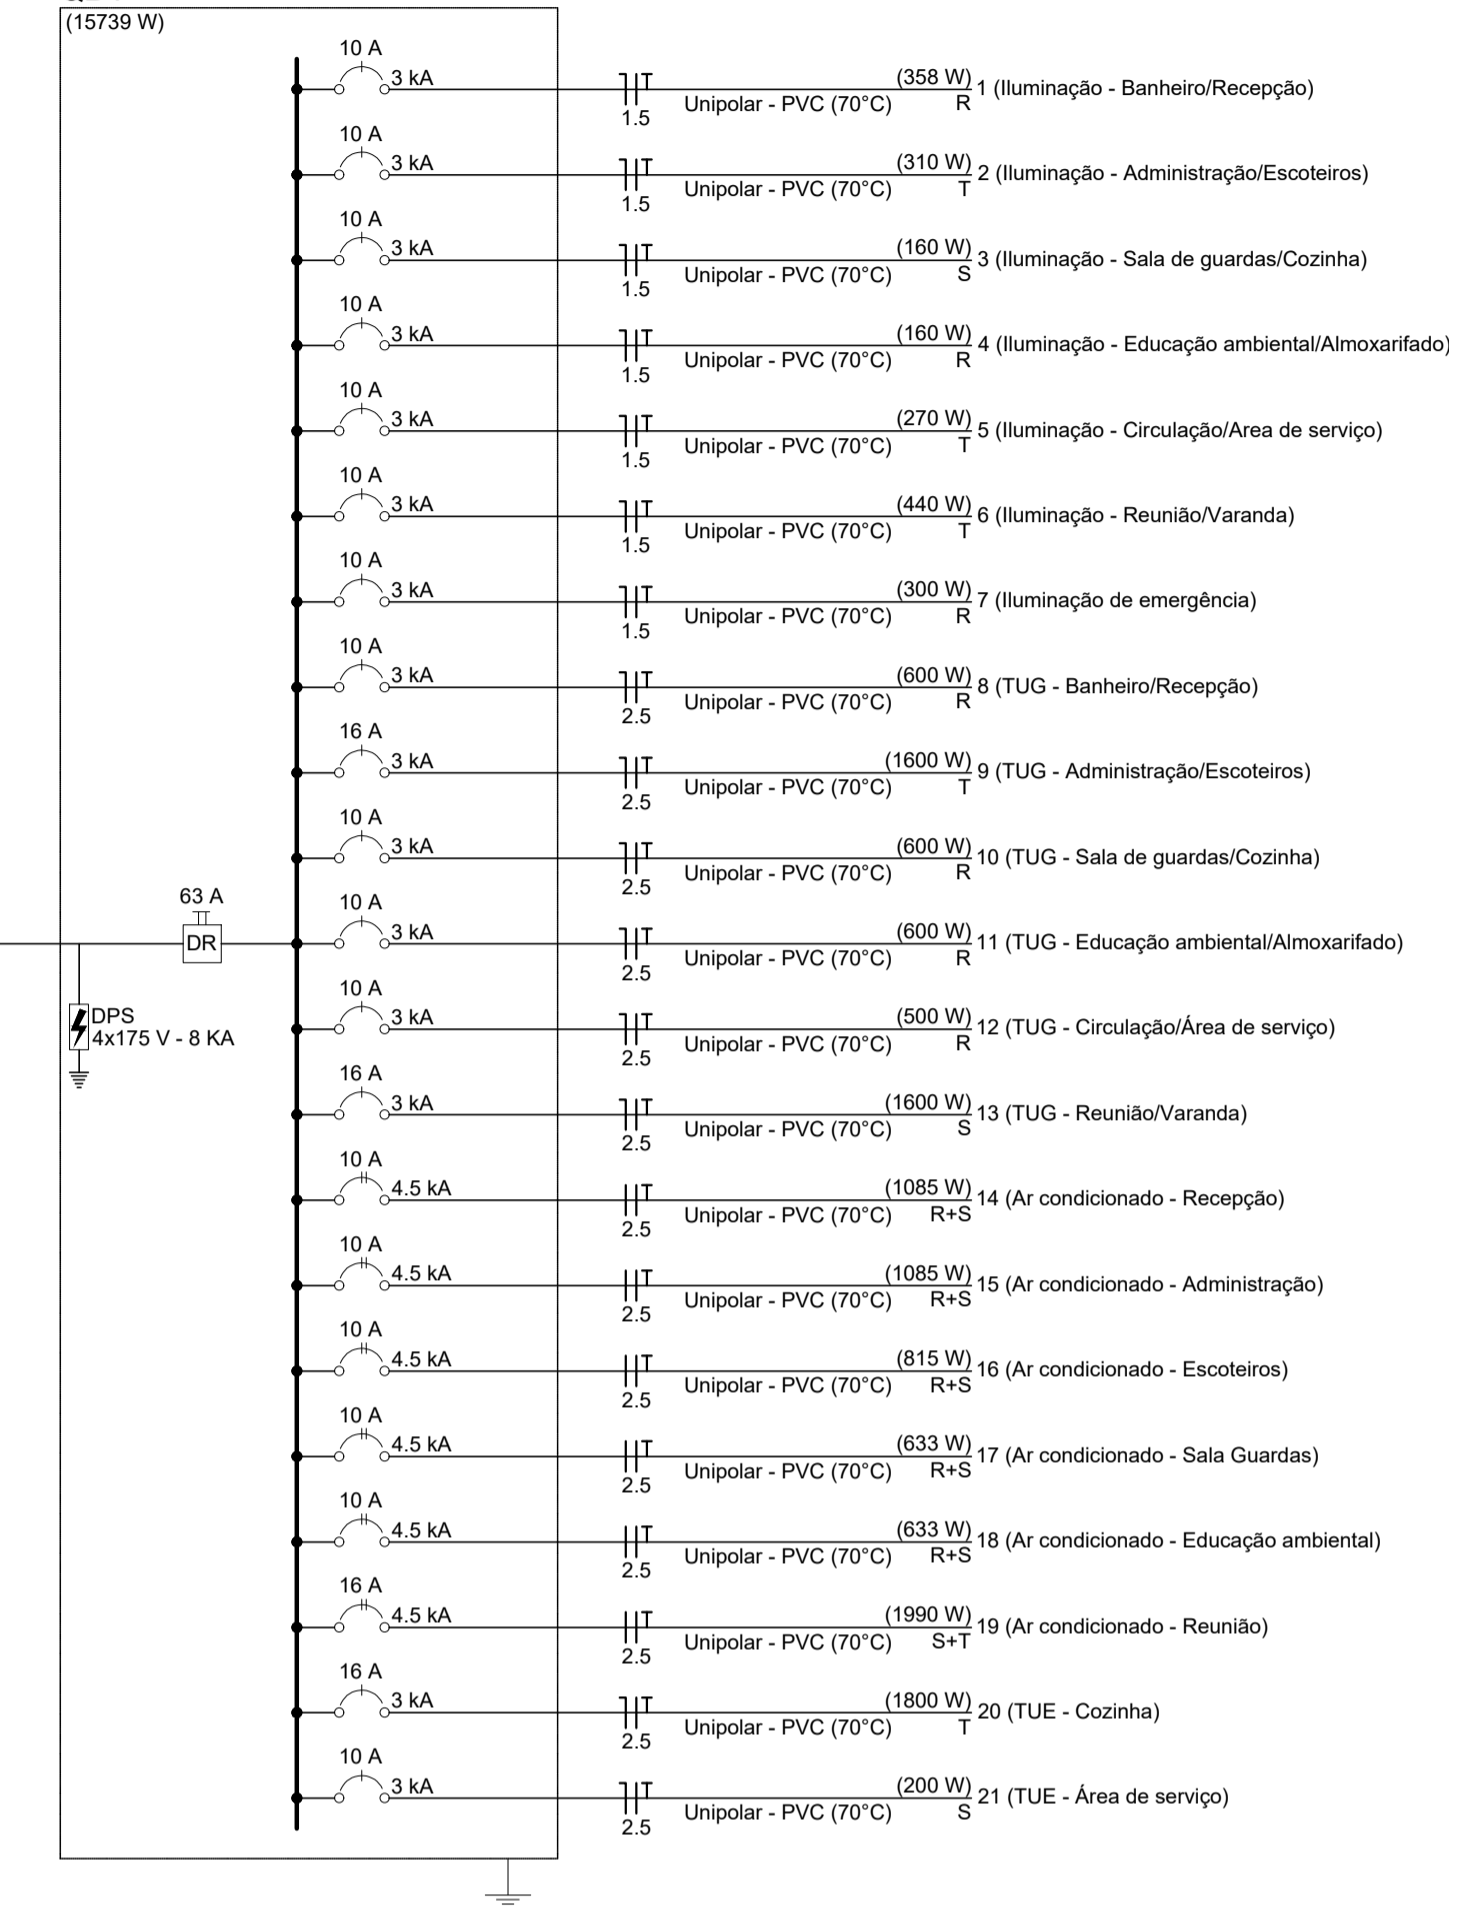 (15739 W)
10 A
3 kA
1.5
Unipolar - PVC (70°C)
(358 W)
R
1 (Iluminação - Banheiro/Recepção)
10 A
3 kA
1.5
Unipolar - PVC (70°C)
(310 W)
T
2 (Iluminação - Administração/Escoteiros)
10 A
3 kA
1.5
Unipolar - PVC (70°C)
(160 W)
S
3 (Iluminação - Sala de guardas/Cozinha)
10 A
3 kA
1.5
Unipolar - PVC (70°C)
(160 W)
R
4 (Iluminação - Educação ambiental/Almoxarifado)
10 A
3 kA
1.5
Unipolar - PVC (70°C)
(270 W)
T
5 (Iluminação - Circulação/Area de serviço)
10 A
3 kA
1.5
Unipolar - PVC (70°C)
(440 W)
T
6 (Iluminação - Reunião/Varanda)
10 A
3 kA
1.5
Unipolar - PVC (70°C)
(300 W)
R
7 (Iluminação de emergência)
10 A
3 kA
2.5
Unipolar - PVC (70°C)
(600 W)
R
8 (TUG - Banheiro/Recepção)
16 A
3 kA
2.5
Unipolar - PVC (70°C)
(1600 W)
T
9 (TUG - Administração/Escoteiros)
10 A
3 kA
2.5
Unipolar - PVC (70°C)
(600 W)
R
10 (TUG - Sala de guardas/Cozinha)
63 A
DR
DPS
4x175 V - 8 KA
10 A
3 kA
2.5
Unipolar - PVC (70°C)
(600 W)
R
11 (TUG - Educação ambiental/Almoxarifado)
10 A
3 kA
2.5
Unipolar - PVC (70°C)
(500 W)
R
12 (TUG - Circulação/Área de serviço)
16 A
3 kA
2.5
Unipolar - PVC (70°C)
(1600 W)
S
13 (TUG - Reunião/Varanda)
10 A
4.5 kA
2.5
Unipolar - PVC (70°C)
(1085 W)
R+S
14 (Ar condicionado - Recepção)
10 A
4.5 kA
2.5
Unipolar - PVC (70°C)
(1085 W)
R+S
15 (Ar condicionado - Administração)
10 A
4.5 kA
2.5
Unipolar - PVC (70°C)
(815 W)
R+S
16 (Ar condicionado - Escoteiros)
10 A
4.5 kA
2.5
Unipolar - PVC (70°C)
(633 W)
R+S
17 (Ar condicionado - Sala Guardas)
10 A
4.5 kA
2.5
Unipolar - PVC (70°C)
(633 W)
R+S
18 (Ar condicionado - Educação ambiental)
16 A
4.5 kA
2.5
Unipolar - PVC (70°C)
(1990 W)
S+T
19 (Ar condicionado - Reunião)
16 A
3 kA
2.5
Unipolar - PVC (70°C)
(1800 W)
T
20 (TUE - Cozinha)
10 A
3 kA
2.5
Unipolar - PVC (70°C)
(200 W)
S
21 (TUE - Área de serviço)